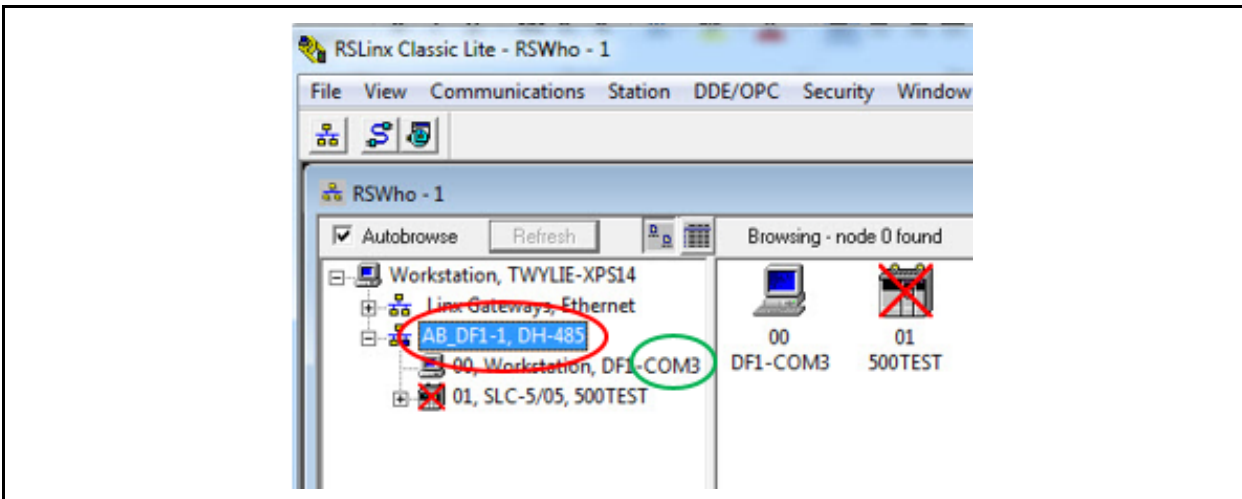 RSLinx Classic Lite - RSWho - 1
File View Communications Station DDE/OPC Security Window
RSWho - 1
Autobrowse Refresh Browsing - node 0 found
Workstation, TWYLIE-XPS14
Linx Gateways, Ethernet
AB_DF1-1, DH-485
00, Workstation, DF1-COM3
01, SLC-5/05, 500TEST
00 01
DF1-COM3 500TEST